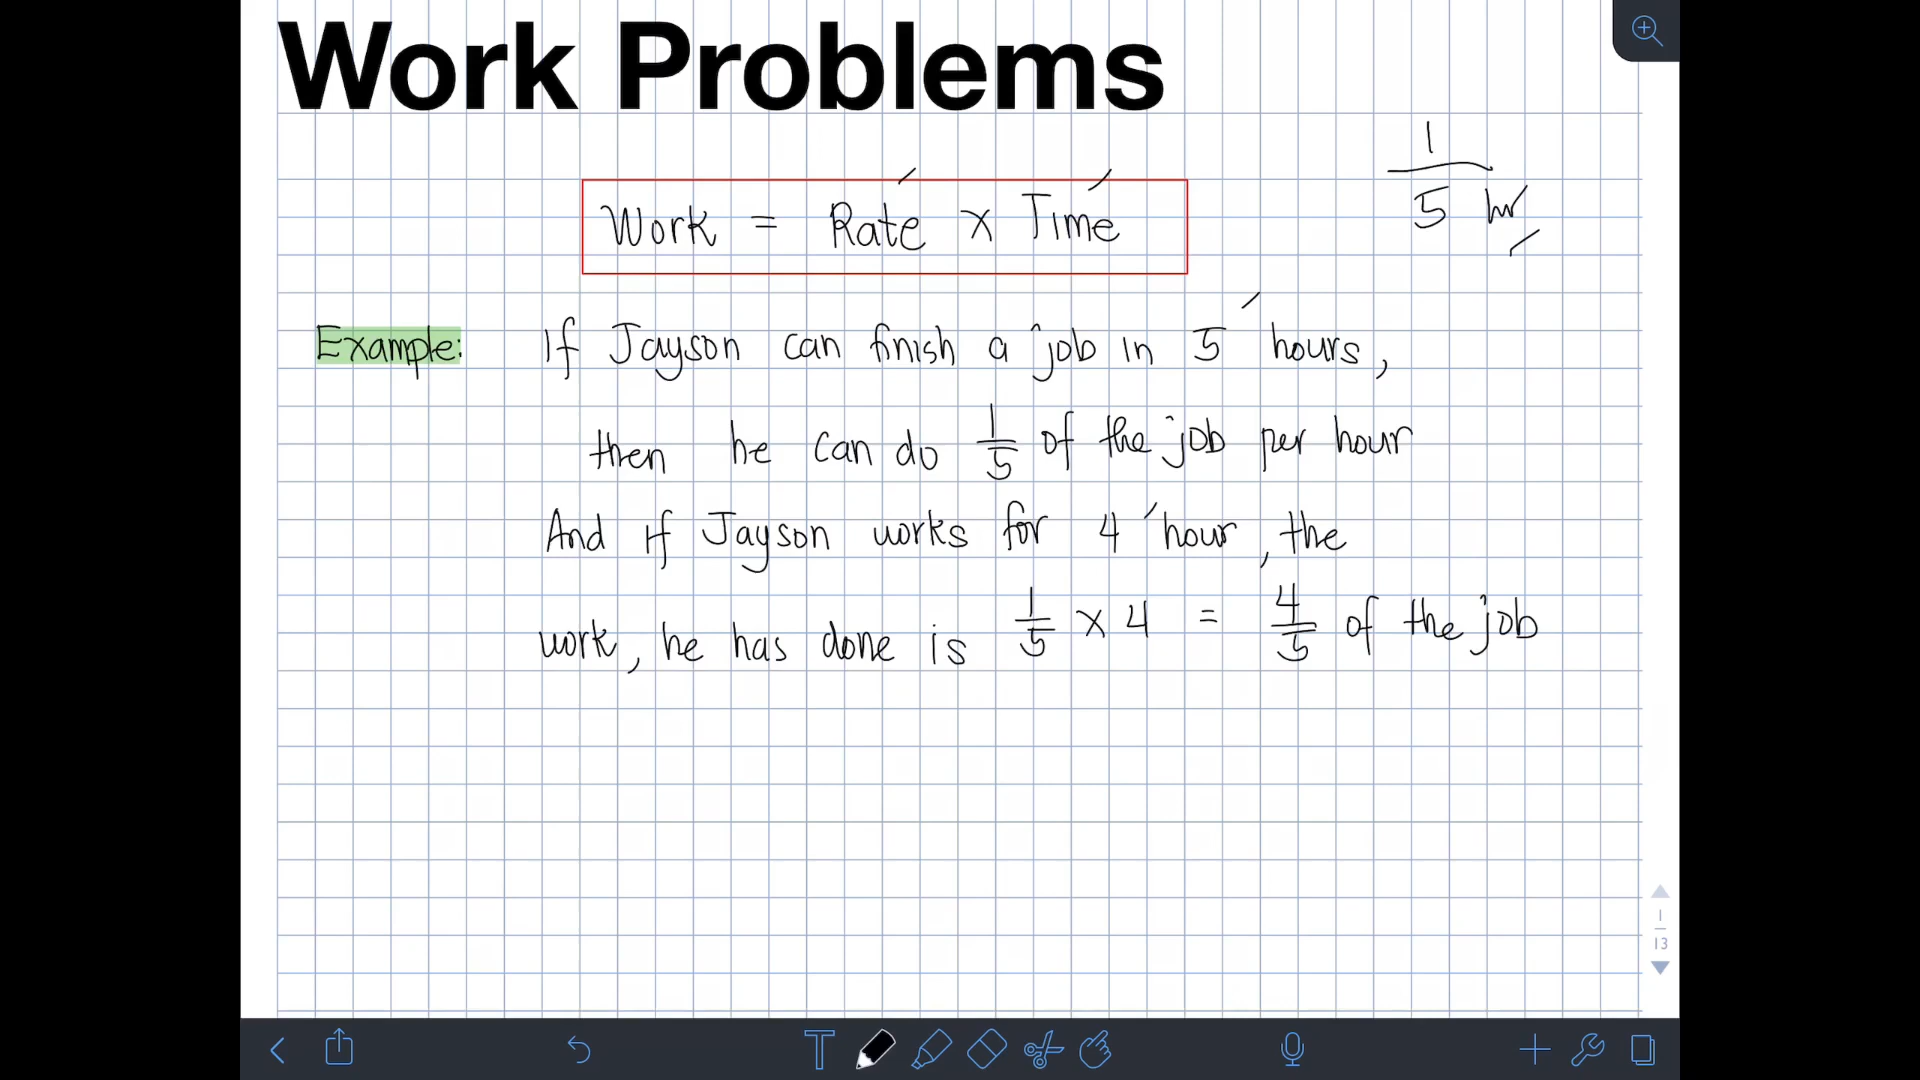 Work Problems
1
5 hr
Work = Rate x Time
Example: If Jayson can finish a job in 5 hours,
then he can do 1/5 of the job per hour
And if Jayson works for 4 hour, the
work, he has done is 1/5 x 4 = 4/5 of the job
1
13
T